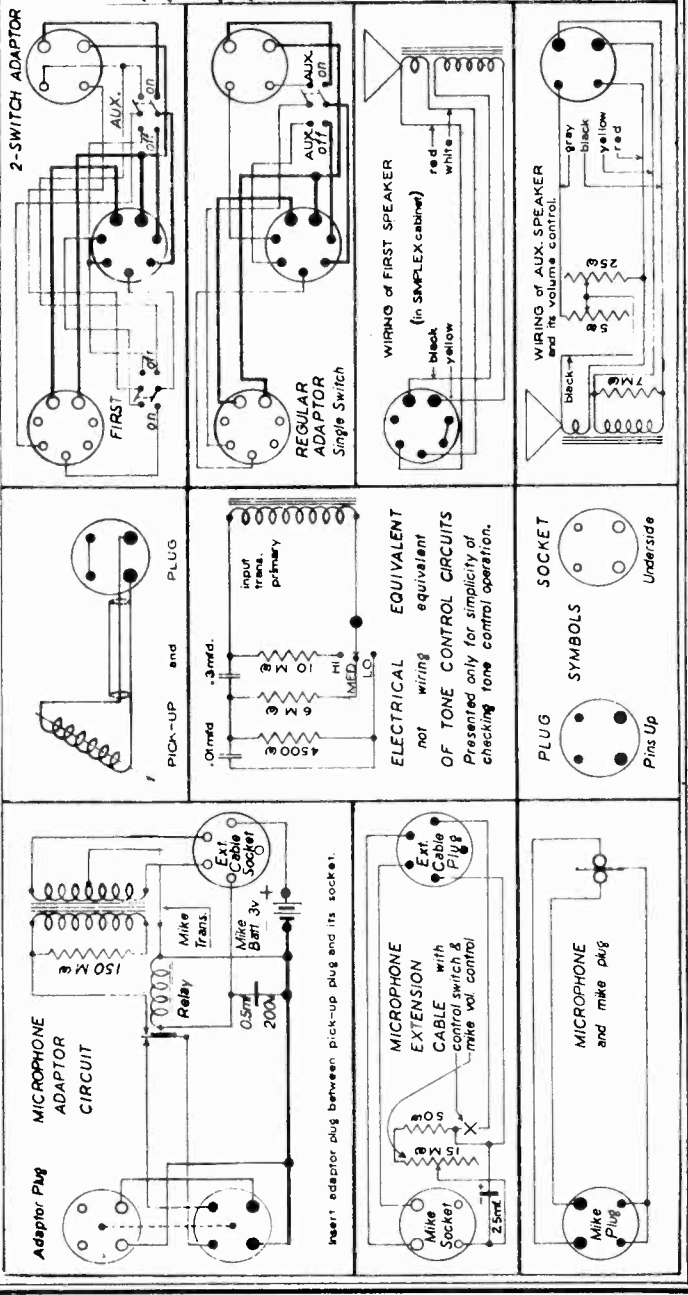 MICROPHONE
ADAPTOR
CIRCUIT
Adaptor Plug
150 M ω
Mike
Trans.
Relay
Mike
Batt. 3v
+
0.5mf
200v
Ext.
Cable
Socket
Insert adaptor plug between pick-up plug and its socket.
MICROPHONE
EXTENSION
CABLE with
control switch &
mike vol. control
Mike
Socket
50 ω
15 M ω
25mf.
Ext.
Cable
Plug
MICROPHONE
and mike plug
Mike
Plug
PICK-UP and PLUG
.01mfd
.3mfd.
4500 ω
6 M ω
10 M ω
HI
MED
LO
input
trans.
primary
ELECTRICAL EQUIVALENT
not wiring equivalent
OF TONE CONTROL CIRCUITS
Presented only for simplicity of
checking tone control operation.
PLUG
SOCKET
SYMBOLS
Pins Up
Underside
2-SWITCH ADAPTOR
FIRST
off
on
AUX.
off
on
REGULAR
ADAPTOR
Single Switch
AUX.
off
AUX.
on
WIRING of FIRST SPEAKER
(in SIMPLEX cabinet)
black
yellow
red
white
WIRING of AUX. SPEAKER
and its volume control.
black
7 M ω
5 ω
25 ω
gray
black
yellow
red